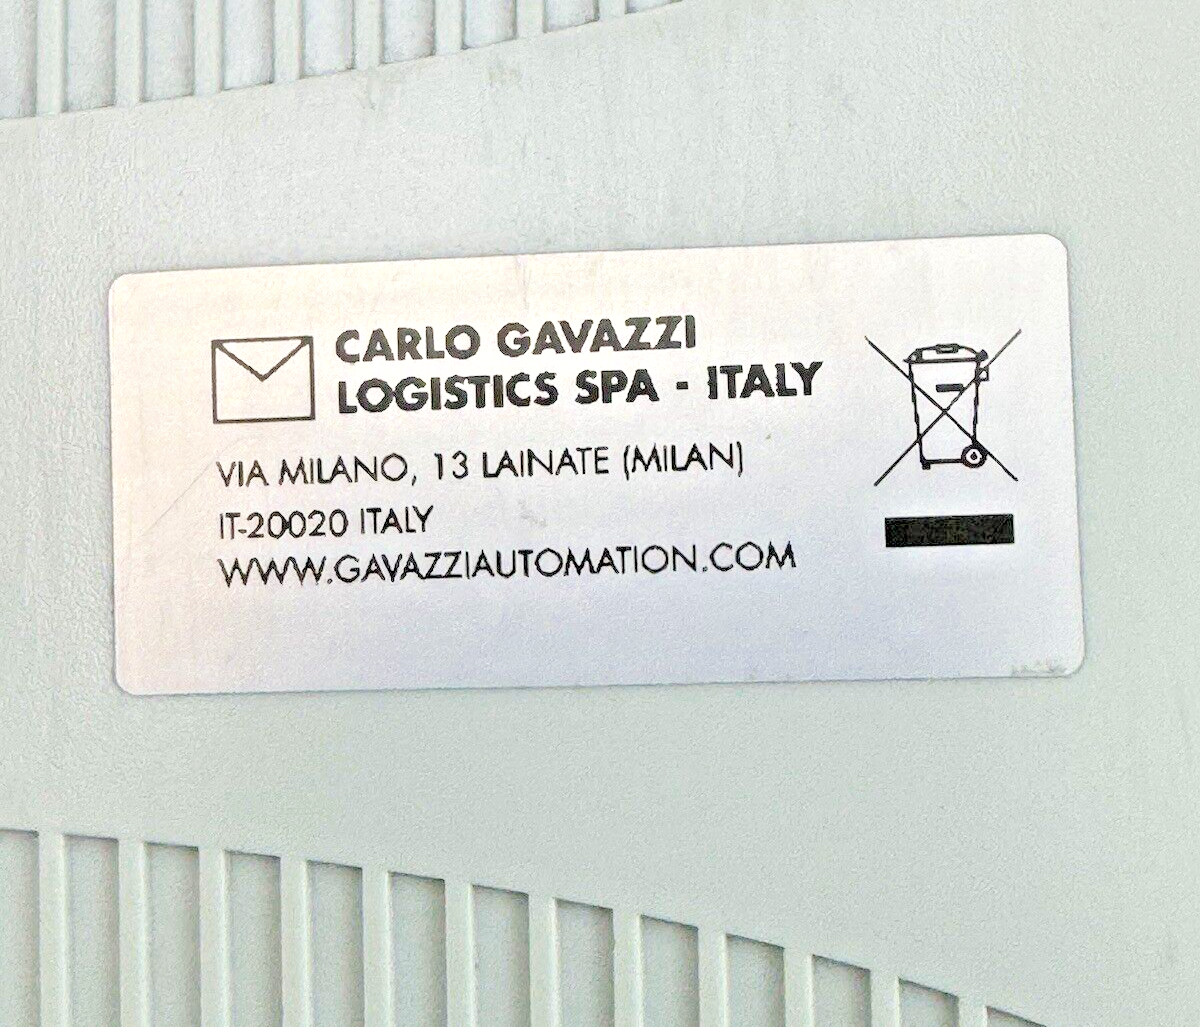 CARLO GAVAZZI
LOGISTICS SPA - ITALY
VIA MILANO, 13 LAINATE (MILAN)
IT-20020 ITALY
WWW.GAVAZZIAUTOMATION.COM